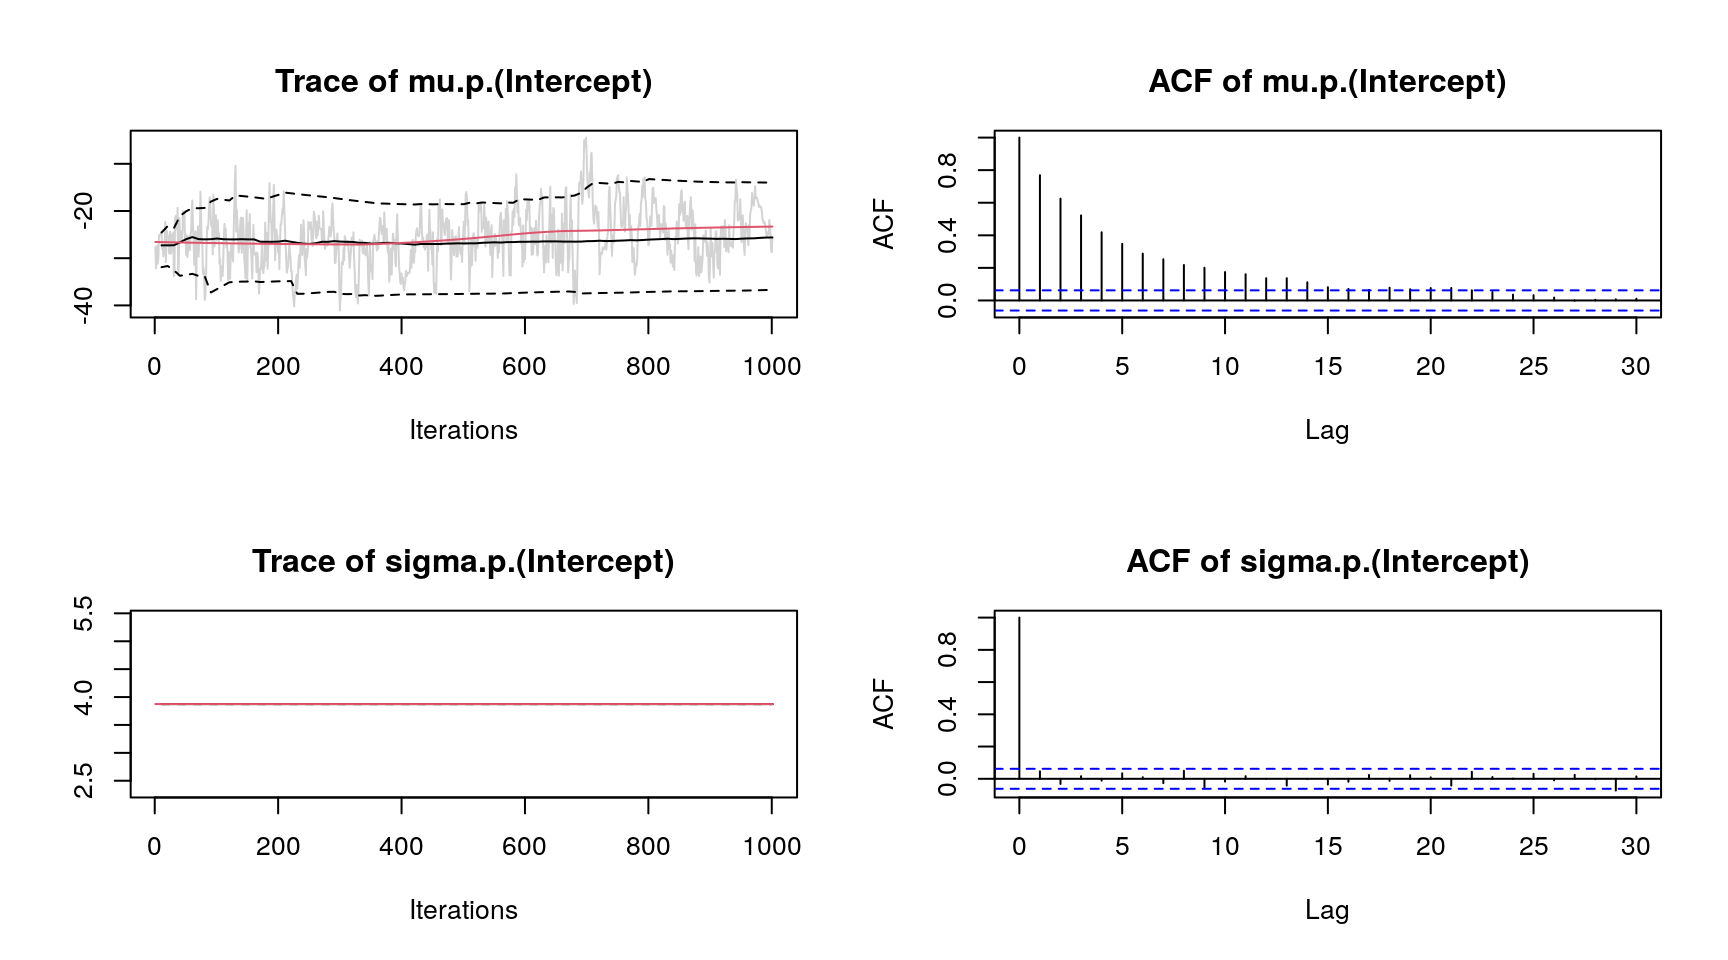 Trace of mu.p.(Intercept)
-20
-40
0 200 400 600 800 1000
Iterations
ACF of mu.p.(Intercept)
ACF
0.8
0.4
0.0
0 5 10 15 20 25 30
Lag
Trace of sigma.p.(Intercept)
5.5
4.0
2.5
0 200 400 600 800 1000
Iterations
ACF of sigma.p.(Intercept)
ACF
0.8
0.4
0.0
0 5 10 15 20 25 30
Lag